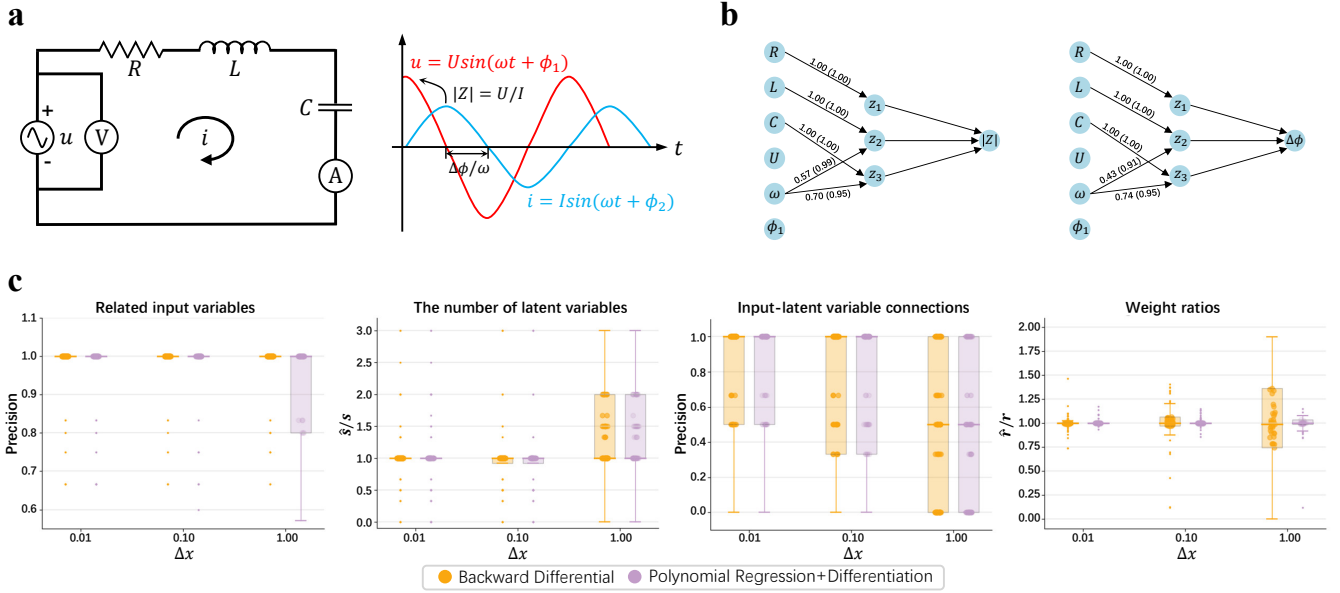 a
R
L
C
+
u
-
V
i
A
u = Usin(ωt + ϕ₁)
|Z| = U/I
t
Δϕ/ω
i = Isin(ωt + ϕ₂)
b
R
L
C
U
ω
ϕ₁
1.00 (1.00)
1.00 (1.00)
1.00 (1.00)
0.57 (0.99)
0.70 (0.95)
z₁
z₂
z₃
|Z|
R
L
C
U
ω
ϕ₁
1.00 (1.00)
1.00 (1.00)
1.00 (1.00)
0.43 (0.91)
0.74 (0.95)
z₁
z₂
z₃
Δϕ
c
Related input variables
Precision
1.1
1.0
0.9
0.8
0.7
0.6
0.01 0.10 1.00
Δx
The number of latent variables
ŝ/s
3.0
2.5
2.0
1.5
1.0
0.5
0.0
0.01 0.10 1.00
Δx
Input-latent variable connections
Precision
1.0
0.8
0.6
0.4
0.2
0.0
0.01 0.10 1.00
Δx
Weight ratios
r̂/r
2.00
1.75
1.50
1.25
1.00
0.75
0.50
0.25
0.00
0.01 0.10 1.00
Δx
Backward Differential Polynomial Regression+Differentiation